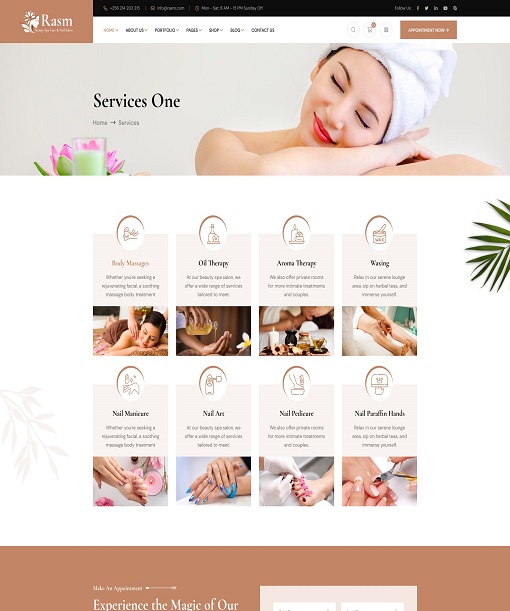 Rasm
+256 214 203 215
info@rasm.com
Mon - Sat: 8 AM - 15 PM Sunday Off
Follow Us
HOME
ABOUT US
PORTFOLIO
PAGES
SHOP
BLOG
CONTACT US
APPOINTMENT NOW
Services One
Home → Services
Body Massages
Whether you're seeking a
rejuvenating facial, a soothing
massage body treatment
Oil Therapy
At our beauty spa salon, we
offer a wide range of services
tailored to meet.
Aroma Therapy
We also offer private rooms
for more intimate treatments
and couples.
Waxing
Relax in our serene lounge
area, sip on herbal teas, and
immerse yourself
WAX
Nail Manicure
Whether you're seeking a
rejuvenating facial, a soothing
massage body treatment
Nail Art
At our beauty spa salon, we
offer a wide range of services
tailored to meet.
Nail Pedicure
We also offer private rooms
for more intimate treatments
and couples.
Nail Paraffin Hands
Relax in our serene lounge
area, sip on herbal teas, and
immerse yourself.
Make An Appointment
Experience the Magic of Our